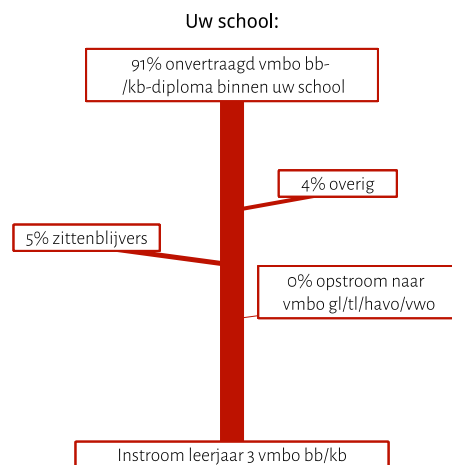 Uw school:
91% onvertraagd vmbo bb-
/kb-diploma binnen uw school
4% overig
5% zittenblijvers
0% opstroom naar
vmbo gl/tl/havo/vwo
Instroom leerjaar 3 vmbo bb/kb